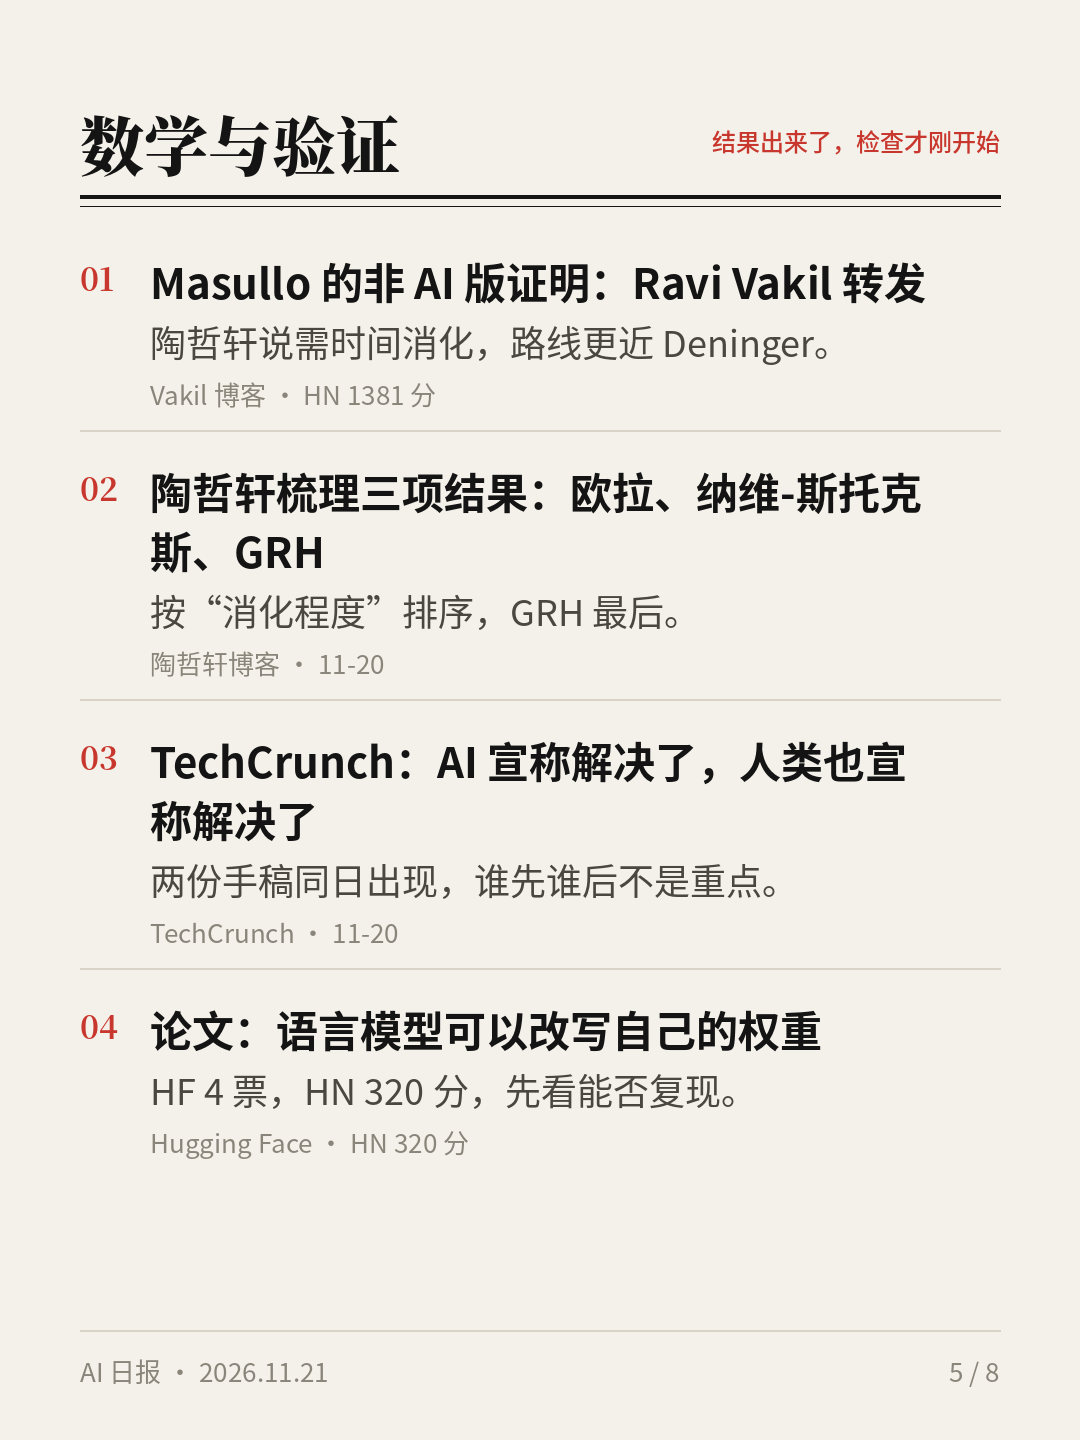 数学与验证
结果出来了，检查才刚开始
01
Masullo 的非 AI 版证明：Ravi Vakil 转发
陶哲轩说需时间消化，路线更近 Deninger。
Vakil 博客 · HN 1381 分
02
陶哲轩梳理三项结果：欧拉、纳维-斯托克
斯、GRH
按“消化程度”排序，GRH 最后。
陶哲轩博客 · 11-20
03
TechCrunch：AI 宣称解决了，人类也宣
称解决了
两份手稿同日出现，谁先谁后不是重点。
TechCrunch · 11-20
04
论文：语言模型可以改写自己的权重
HF 4 票，HN 320 分，先看能否复现。
Hugging Face · HN 320 分
AI 日报 · 2026.11.21
5 / 8